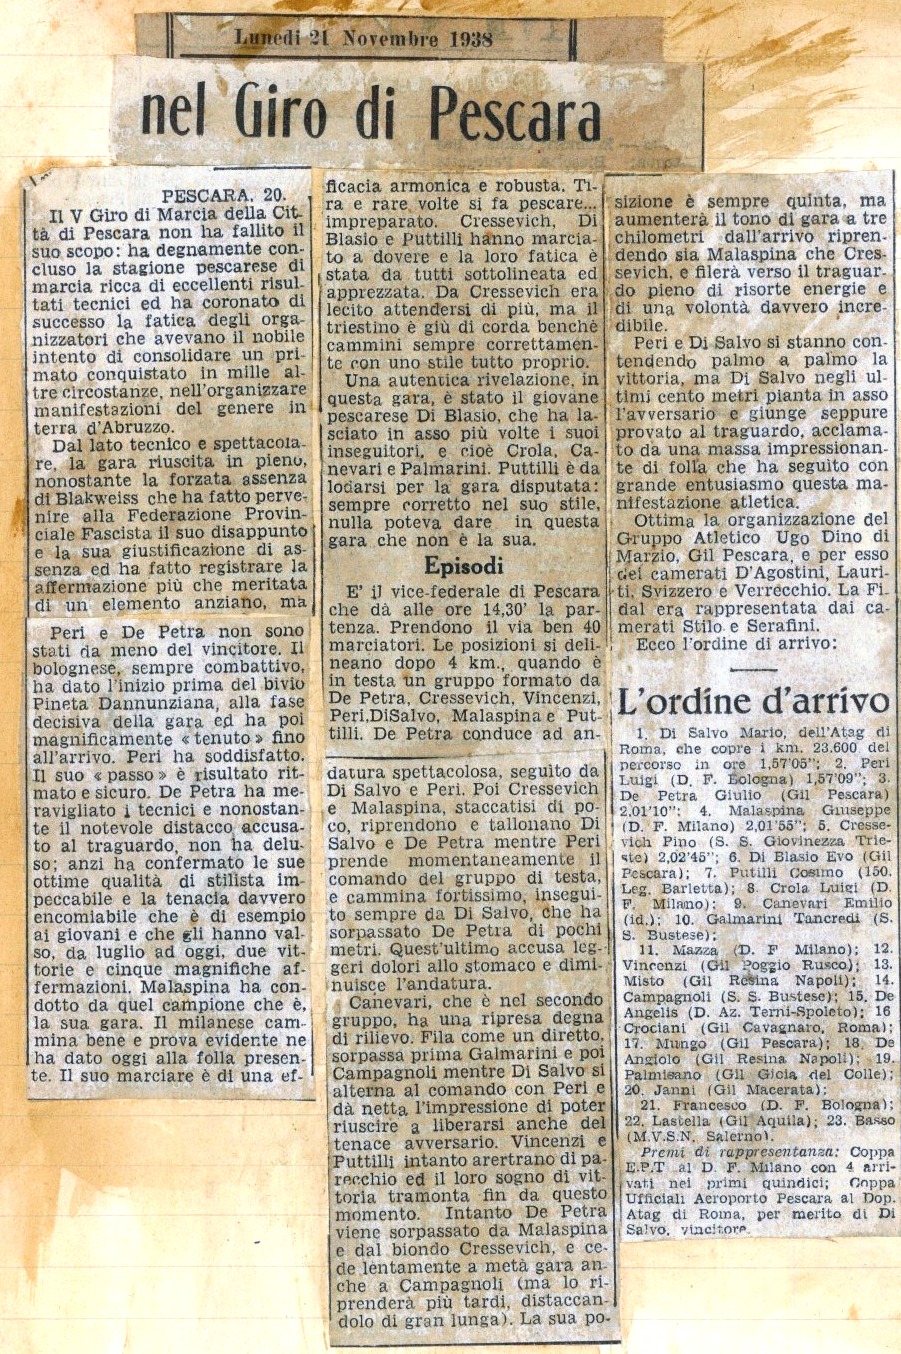 Lunedi 21 Novembre 1938
nel Giro di Pescara
PESCARA, 20.
Il V Giro di Marcia della Cit-
tà di Pescara non ha fallito il
suo scopo: ha degnamente con-
cluso la stagione pescarese di
marcia ricca di eccellenti risul-
tati tecnici ed ha coronato di
successo la fatica degli orga-
nizzatori che avevano il nobile
intento di consolidare un pri-
mato conquistato in mille al-
tre circostanze, nell'organizzare
manifestazioni del genere in
terra d'Abruzzo.
Dal lato tecnico e spettacola-
re, la gara riuscita in pieno,
nonostante la forzata assenza
di Blakweiss che ha fatto perve-
nire alla Federazione Provin-
ciale Fascista il suo disappunto
e la sua giustificazione di as-
senza ed ha fatto registrare la
affermazione più che meritata
di un elemento anziano, ma
Peri e De Petra non sono
stati da meno del vincitore. Il
bolognese, sempre combattivo,
ha dato l'inizio prima del bivio
Pineta Dannunziana, alla fase
decisiva della gara ed ha poi
magnificamente « tenuto » fino
all'arrivo. Peri ha soddisfatto.
Il suo « passo » è risultato rit-
mato e sicuro. De Petra ha me-
ravigliato i tecnici e nonostan-
te il notevole distacco accusa-
to al traguardo, non ha delu-
so; anzi ha confermato le sue
ottime qualità di stilista im-
peccabile e la tenacia davvero
encomiabile che è di esempio
ai giovani e che gli hanno val-
so, da luglio ad oggi, due vit-
torie e cinque magnifiche af-
fermazioni. Malaspina ha con-
dotto da quel campione che è,
la sua gara. Il milanese cam-
mina bene e prova evidente ne
ha dato oggi alla folla presen-
te. Il suo marciare è di una ef-
ficacia armonica e robusta. Ti-
ra e rare volte si fa pescare...
impreparato. Cressevich, Di
Blasio e Puttilli hanno marcia-
to a dovere e la loro fatica è
stata da tutti sottolineata ed
apprezzata. Da Cressevich era
lecito attendersi di più, ma il
triestino è giù di corda benchè
cammini sempre correttamen-
te con uno stile tutto proprio.
Una autentica rivelazione, in
questa gara, è stato il giovane
pescarese Di Blasio, che ha la-
sciato in asso più volte i suoi
inseguitori, e cioè Crola, Ca-
nevari e Palmarini. Puttilli è da
lodarsi per la gara disputata:
sempre corretto nel suo stile,
nulla poteva dare in questa
gara che non è la sua.
Episodi
E' il vice-federale di Pescara
che dà alle ore 14,30' la par-
tenza. Prendono il via ben 40
marciatori. Le posizioni si deli-
neano dopo 4 km., quando è
in testa un gruppo formato da
De Petra, Cressevich, Vincenzi,
Peri, Di Salvo, Malaspina e Put-
tilli. De Petra conduce ad an-
datura spettacolosa, seguito da
Di Salvo e Peri. Poi Cressevich
e Malaspina, staccatisi di po-
co, riprendono e tallonano Di
Salvo e De Petra mentre Peri
prende momentaneamente il
comando del gruppo di testa,
e cammina fortissimo, insegui-
to sempre da Di Salvo, che ha
sorpassato De Petra di pochi
metri. Quest'ultimo accusa leg-
geri dolori allo stomaco e dimi-
nuisce l'andatura.
Canevari, che è nel secondo
gruppo, ha una ripresa degna
di rilievo. Fila come un diretto,
sorpassa prima Galmarini e poi
Campagnoli mentre Di Salvo si
alterna al comando con Peri e
dà netta l'impressione di poter
riuscire a liberarsi anche del
tenace avversario. Vincenzi e
Puttilli intanto arertrano di pa-
recchio ed il loro sogno di vit-
toria tramonta fin da questo
momento. Intanto De Petra
viene sorpassato da Malaspina
e dal biondo Cressevich, e ce-
de lentamente a metà gara an-
che a Campagnoli (ma lo ri-
prenderà più tardi, distaccan-
dolo di gran lunga). La sua po-
sizione è sempre quinta, ma
aumenterà il tono di gara a tre
chilometri dall'arrivo ripren-
dendo sia Malaspina che Cres-
sevich, e filerà verso il traguar-
do pieno di risorte energie e
di una volontà davvero incre-
dibile.
Peri e Di Salvo si stanno con-
tendendo palmo a palmo la
vittoria, ma Di Salvo negli ul-
timi cento metri pianta in asso
l'avversario e giunge seppure
provato al traguardo, acclama-
to da una massa impressionan-
te di folla che ha seguito con
grande entusiasmo questa ma-
nifestazione atletica.
Ottima la organizzazione del
Gruppo Atletico Ugo Dino di
Marzio, Gil Pescara, e per esso
dei camerati D'Agostini, Lauri-
ti, Svizzero e Verrecchio. La Fi-
dal era rappresentata dai ca-
merati Stilo e Serafini.
Ecco l'ordine di arrivo:
L'ordine d'arrivo
1. Di Salvo Mario, dell'Atag di
Roma, che copre i km. 23.600 del
percorso in ore 1,57'05"; 2. Peri
Luigi (D. F. Bologna) 1,57'09"; 3.
De Petra Giulio (Gil Pescara)
2,01'10"; 4. Malaspina Giuseppe
(D. F. Milano) 2,01'55"; 5. Cresse-
vich Pino (S. S. Giovinezza Trie-
ste) 2,02'45"; 6. Di Blasio Evo (Gil
Pescara); 7. Putilli Cosimo (150.
Leg. Barletta); 8. Crola Luigi (D.
F. Milano); 9. Canevari Emilio
(id.); 10. Galmarini Tancredi (S.
S. Bustese);
11. Mazza (D. F Milano); 12.
Vincenzi (Gil Poggio Rusco); 13.
Misto (Gil Resina Napoli); 14.
Campagnoli (S. S. Bustese); 15. De
Angelis (D. Az. Terni-Spoleto); 16
Crociani (Gil Cavagnaro, Roma);
17. Mungo (Gil Pescara); 18. De
Angiolo (Gil Resina Napoli); 19.
Palmisano (Gil Gioia del Colle);
20. Janni (Gil Macerata);
21. Francesco (D. F. Bologna);
22. Lastella (Gil Aquila); 23. Basso
(M.V.S.N. Salerno).
Premi di rappresentanza: Coppa
E.P.T al D. F. Milano con 4 arri-
vati nei primi quindici; Coppa
Ufficiali Aeroporto Pescara al Dop.
Atag di Roma, per merito di Di
Salvo, vincitore.